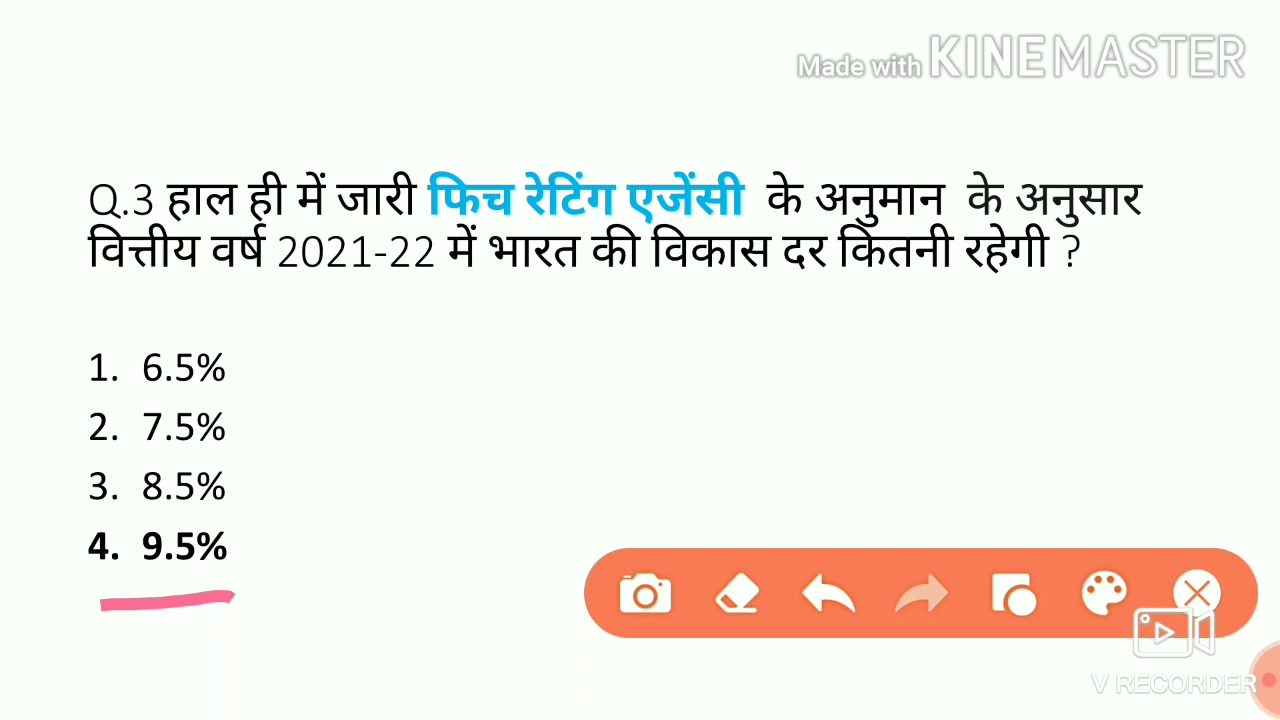 Made with KINEMASTER
Q.3 हाल ही में जारी फिच रेटिंग एजेंसी के अनुमान के अनुसार
वित्तीय वर्ष 2021-22 में भारत की विकास दर कितनी रहेगी ?
1. 6.5%
2. 7.5%
3. 8.5%
4. 9.5%
V RECORDER